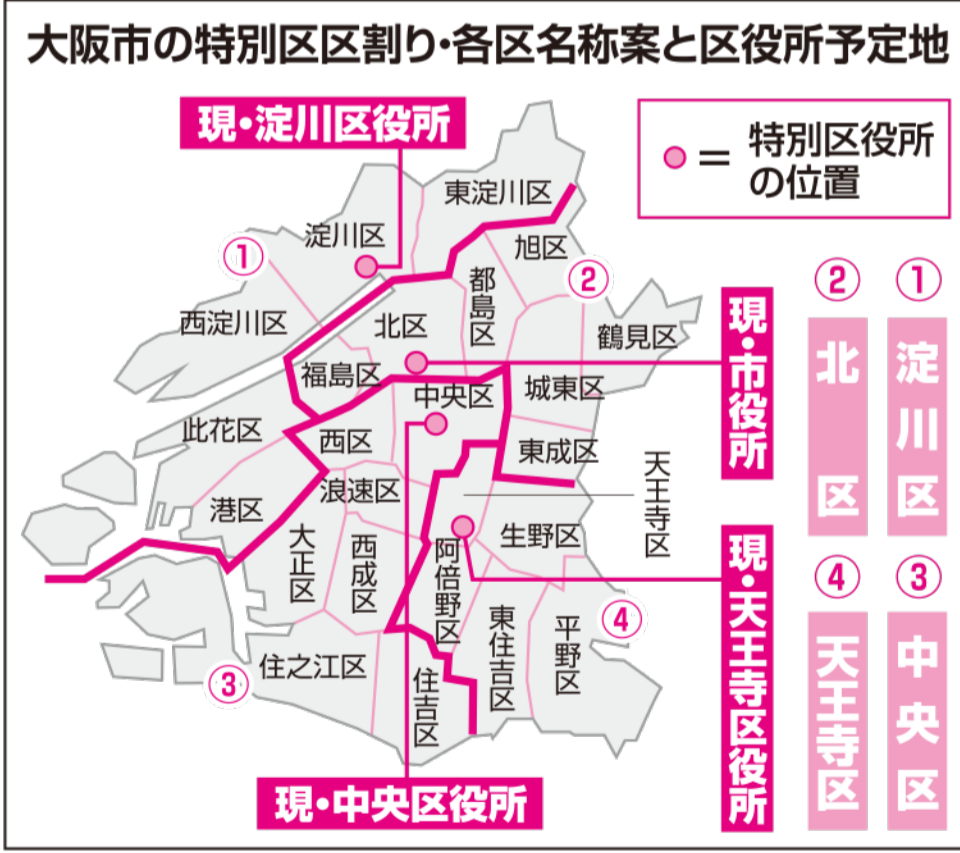 大阪市の特別区区割り・各区名称案と区役所予定地
現・淀川区役所
＝ 特別区役所
の位置
東淀川区
淀川区
①
旭区
②
都島区
西淀川区
北区
鶴見区
福島区
中央区
城東区
此花区
西区
東成区
天王寺区
浪速区
港区
大正区
西成区
阿倍野区
生野区
東住吉区
平野区
④
住之江区
③
住吉区
現・中央区役所
現・市役所
現・天王寺区役所
①
淀川区
②
北区
③
中央区
④
天王寺区